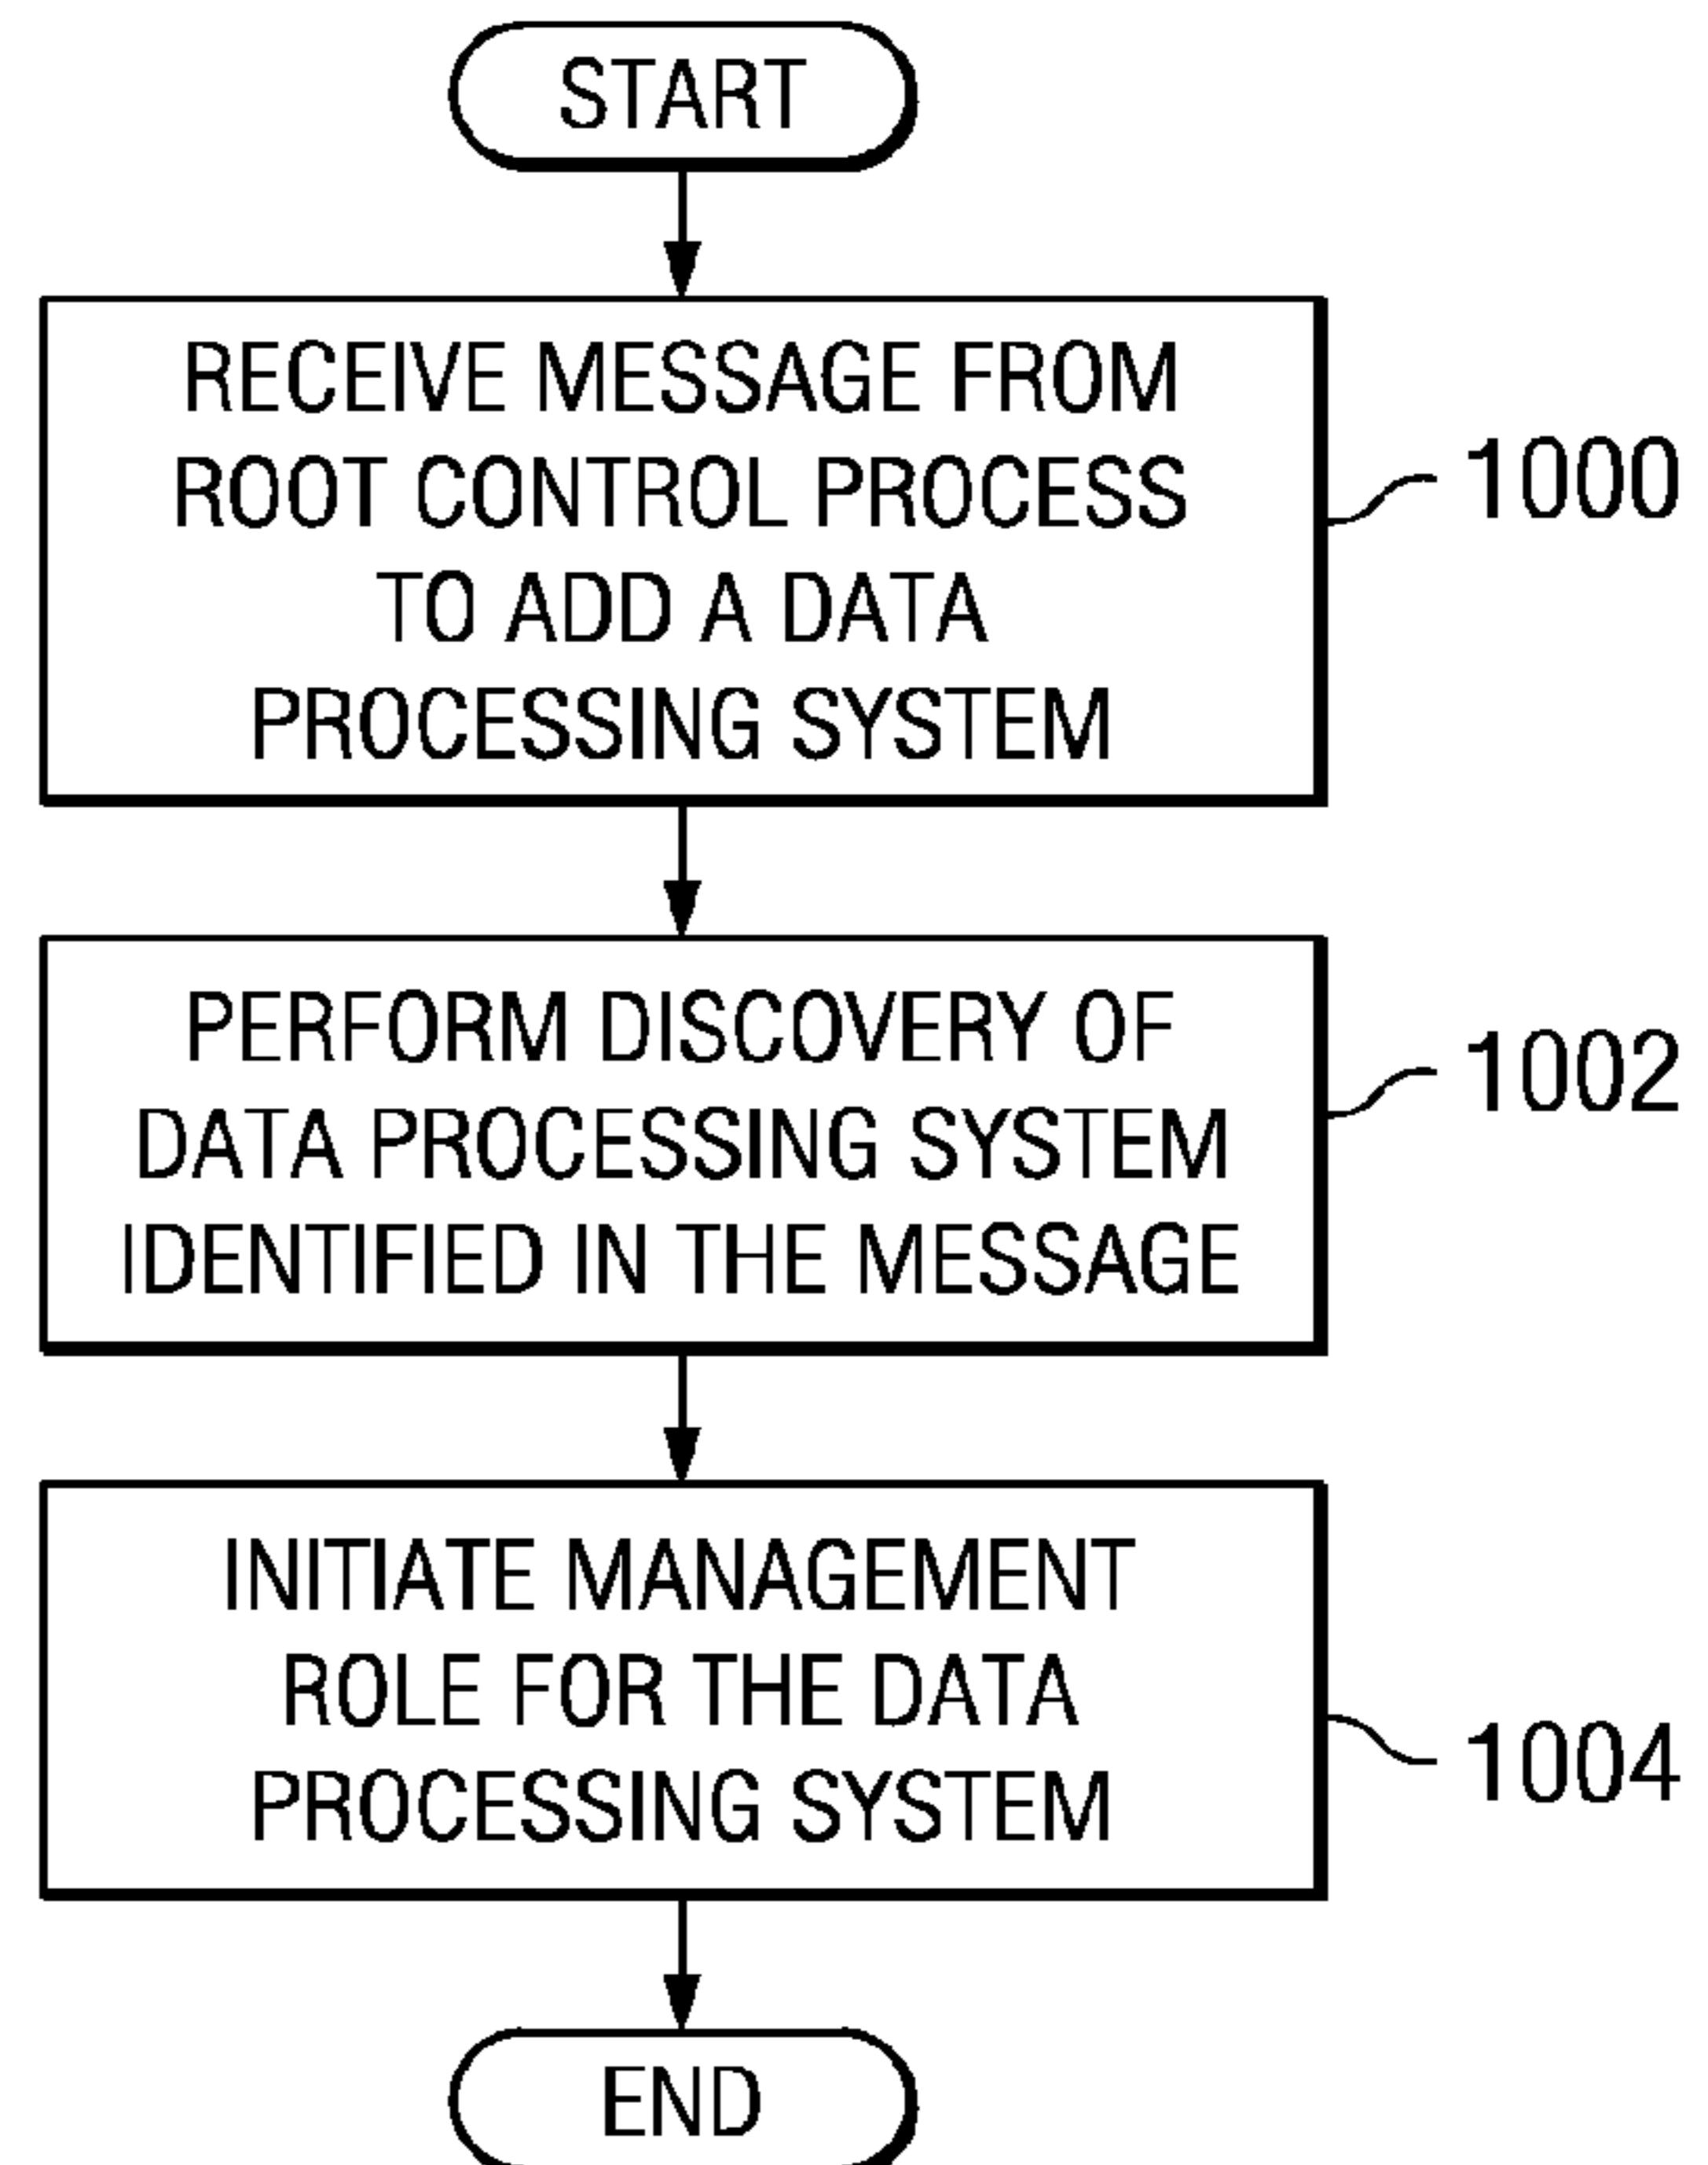 START
RECEIVE MESSAGE FROM
ROOT CONTROL PROCESS
TO ADD A DATA
PROCESSING SYSTEM
1000
PERFORM DISCOVERY OF
DATA PROCESSING SYSTEM
IDENTIFIED IN THE MESSAGE
1002
INITIATE MANAGEMENT
ROLE FOR THE DATA
PROCESSING SYSTEM
1004
END